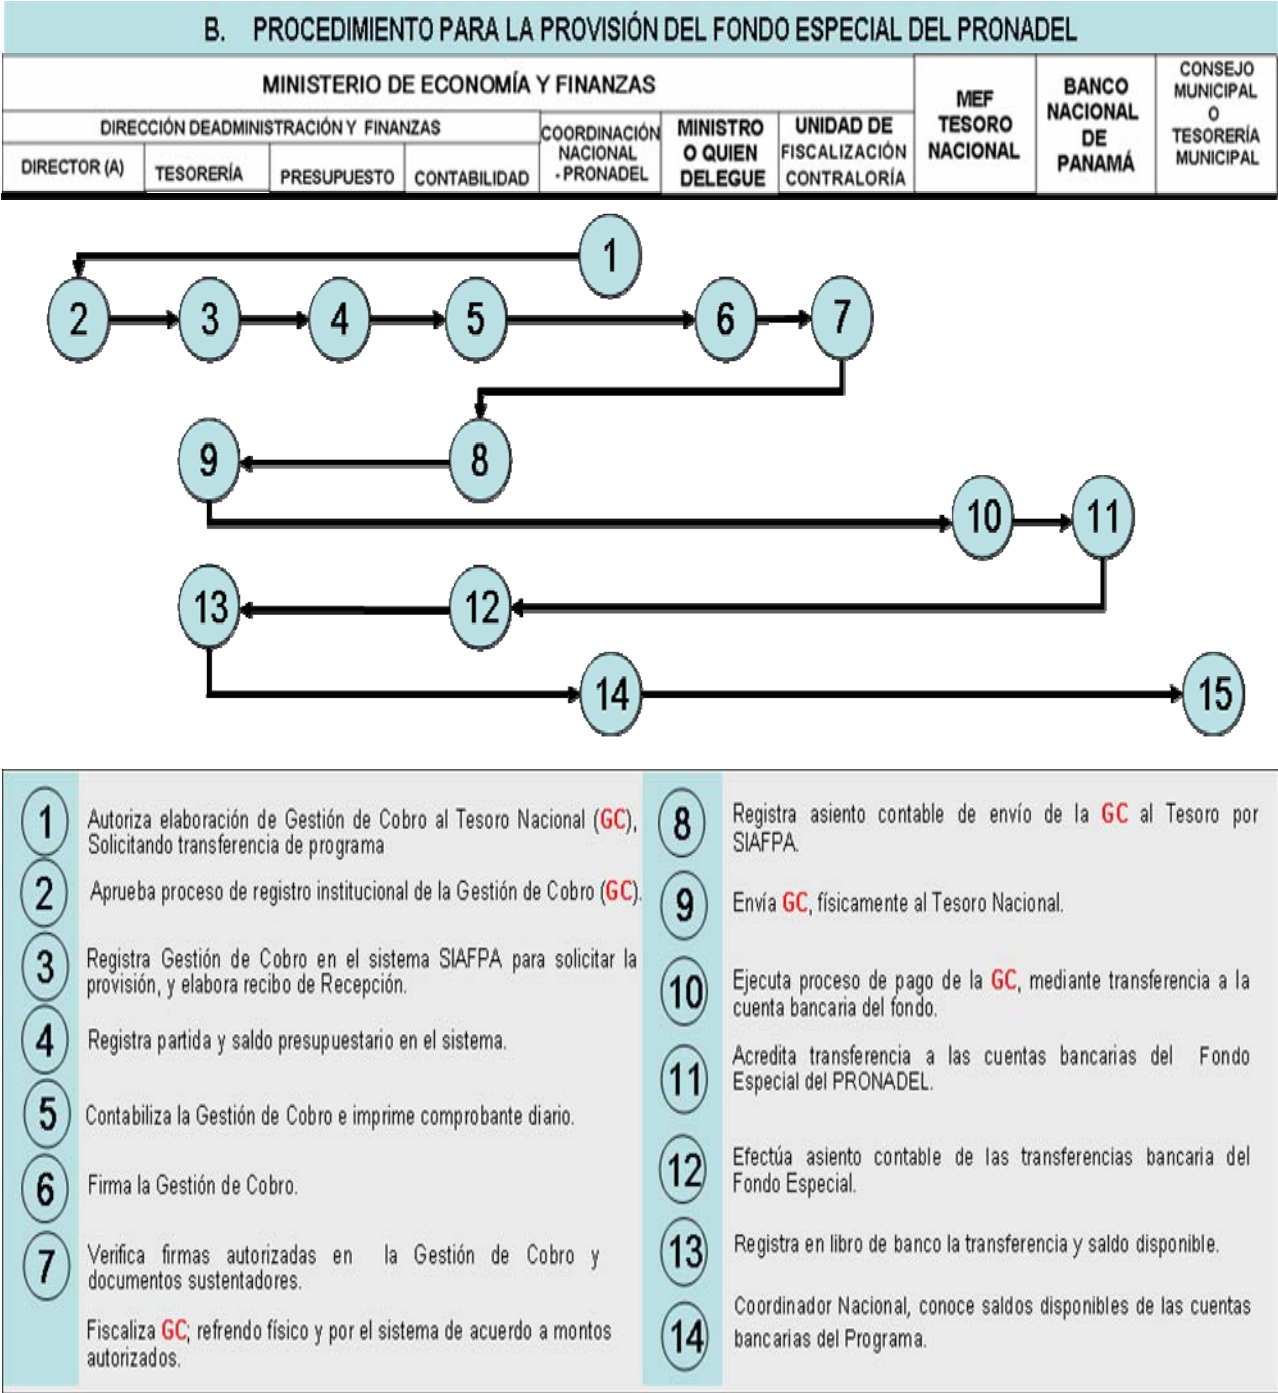 B. PROCEDIMIENTO PARA LA PROVISIÓN DEL FONDO ESPECIAL DEL PRONADEL
MINISTERIO DE ECONOMÍA Y FINANZAS
DIRECCIÓN DEADMINISTRACIÓN Y FINANZAS
DIRECTOR (A)
TESORERÍA
PRESUPUESTO
CONTABILIDAD
COORDINACIÓN
NACIONAL
- PRONADEL
MINISTRO
O QUIEN
DELEGUE
UNIDAD DE
FISCALIZACIÓN
CONTRALORÍA
MEF
TESORO
NACIONAL
BANCO
NACIONAL
DE
PANAMÁ
CONSEJO
MUNICIPAL
O
TESORERÍA
MUNICIPAL
1
2
3
4
5
6
7
8
9
10
11
12
13
14
15
1
Autoriza elaboración de Gestión de Cobro al Tesoro Nacional (GC),
Solicitando transferencia de programa
2
Aprueba proceso de registro institucional de la Gestión de Cobro (GC).
3
Registra Gestión de Cobro en el sistema SIAFPA para solicitar la
provisión, y elabora recibo de Recepción.
4
Registra partida y saldo presupuestario en el sistema.
5
Contabiliza la Gestión de Cobro e imprime comprobante diario.
6
Firma la Gestión de Cobro.
7
Verifica firmas autorizadas en la Gestión de Cobro y
documentos sustentadores.
Fiscaliza GC; refrendo físico y por el sistema de acuerdo a montos
autorizados.
8
Registra asiento contable de envío de la GC al Tesoro por
SIAFPA.
9
Envía GC, físicamente al Tesoro Nacional.
10
Ejecuta proceso de pago de la GC, mediante transferencia a la
cuenta bancaria del fondo.
11
Acredita transferencia a las cuentas bancarias del Fondo
Especial del PRONADEL.
12
Efectúa asiento contable de las transferencias bancaria del
Fondo Especial.
13
Registra en libro de banco la transferencia y saldo disponible.
14
Coordinador Nacional, conoce saldos disponibles de las cuentas
bancarias del Programa.